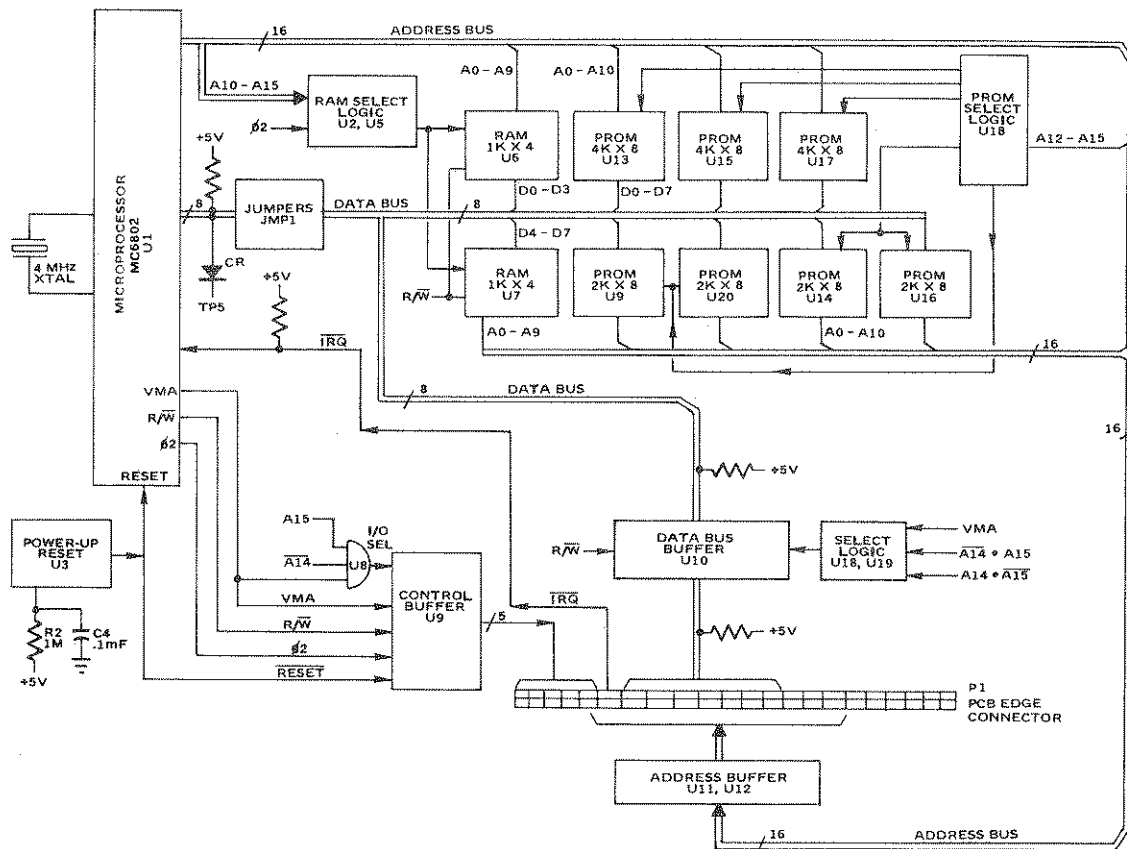 16
ADDRESS BUS
MICROPROCESSOR
MC6802
U1
A10-A15
RAM SELECT
LOGIC
U2, U5
ø2
A0-A9
A0-A10
RAM
1K X 4
U6
PROM
4K X 8
U13
PROM
4K X 8
U15
PROM
4K X 8
U17
PROM
SELECT
LOGIC
U18
A12-A15
+5V
8
JUMPERS
JMP1
DATA BUS
8
D0-D3
D0-D7
D4-D7
4 MHz
XTAL
CR
TP5
+5V
R/W̅
RAM
1K X 4
U7
PROM
2K X 8
U9
PROM
2K X 8
U20
PROM
2K X 8
U14
PROM
2K X 8
U16
A0-A9
A0-A10
16
I̅R̅Q̅
8
DATA BUS
VMA
R/W̅
ø2
RESET
16
+5V
POWER-UP
RESET
U3
A15
I/O
SEL
A̅1̅4̅
U8
R/W̅
DATA BUS
BUFFER
U10
SELECT
LOGIC
U18, U19
VMA
A̅1̅4̅ • A15
A14 • A̅1̅5̅
R2
1M
C4
.1mF
+5V
VMA
R/W̅
ø2
R̅E̅S̅E̅T̅
CONTROL
BUFFER
U9
5
I̅R̅Q̅
+5V
P1
PCB EDGE
CONNECTOR
ADDRESS BUFFER
U11, U12
16
ADDRESS BUS